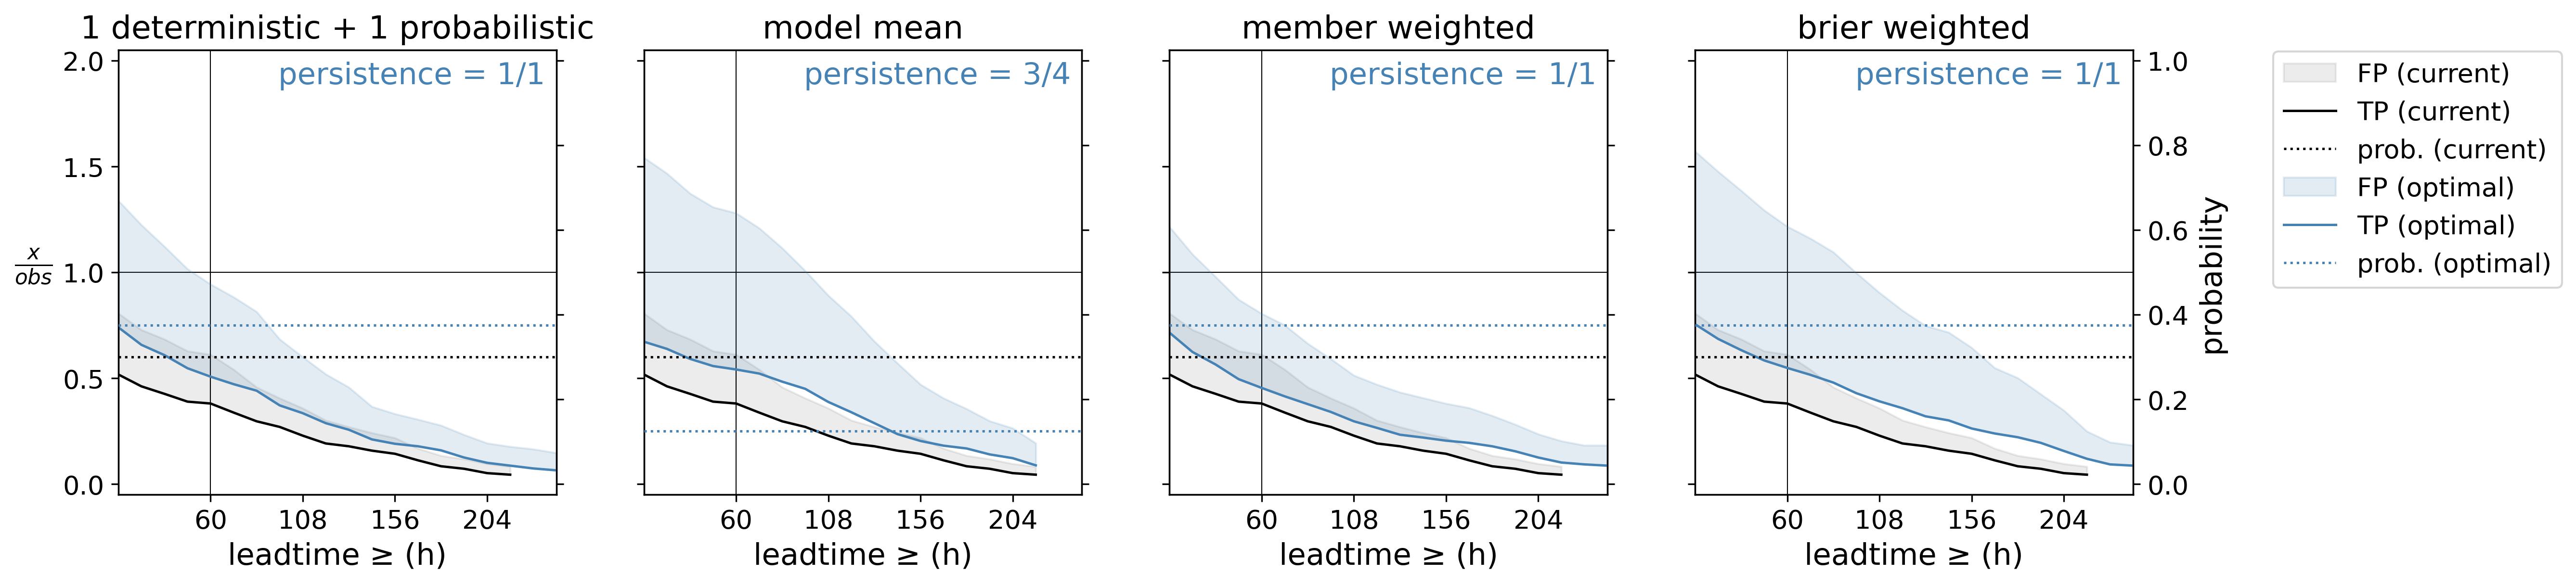 1 deterministic + 1 probabilistic
model mean
member weighted
brier weighted
persistence = 1/1
persistence = 3/4
persistence = 1/1
persistence = 1/1
2.0
1.5
1.0
0.5
0.0
x
obs
60 108 156 204
60 108 156 204
60 108 156 204
60 108 156 204
leadtime ≥ (h)
leadtime ≥ (h)
leadtime ≥ (h)
leadtime ≥ (h)
1.0
0.8
0.6
0.4
0.2
0.0
probability
FP (current)
TP (current)
prob. (current)
FP (optimal)
TP (optimal)
prob. (optimal)